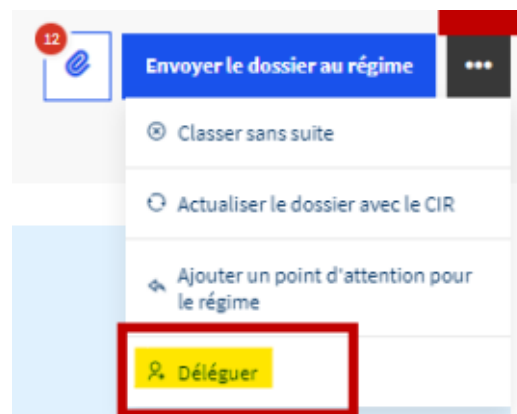 12
Envoyer le dossier au régime
•••
Classer sans suite
Actualiser le dossier avec le CIR
Ajouter un point d'attention pour
le régime
Déléguer